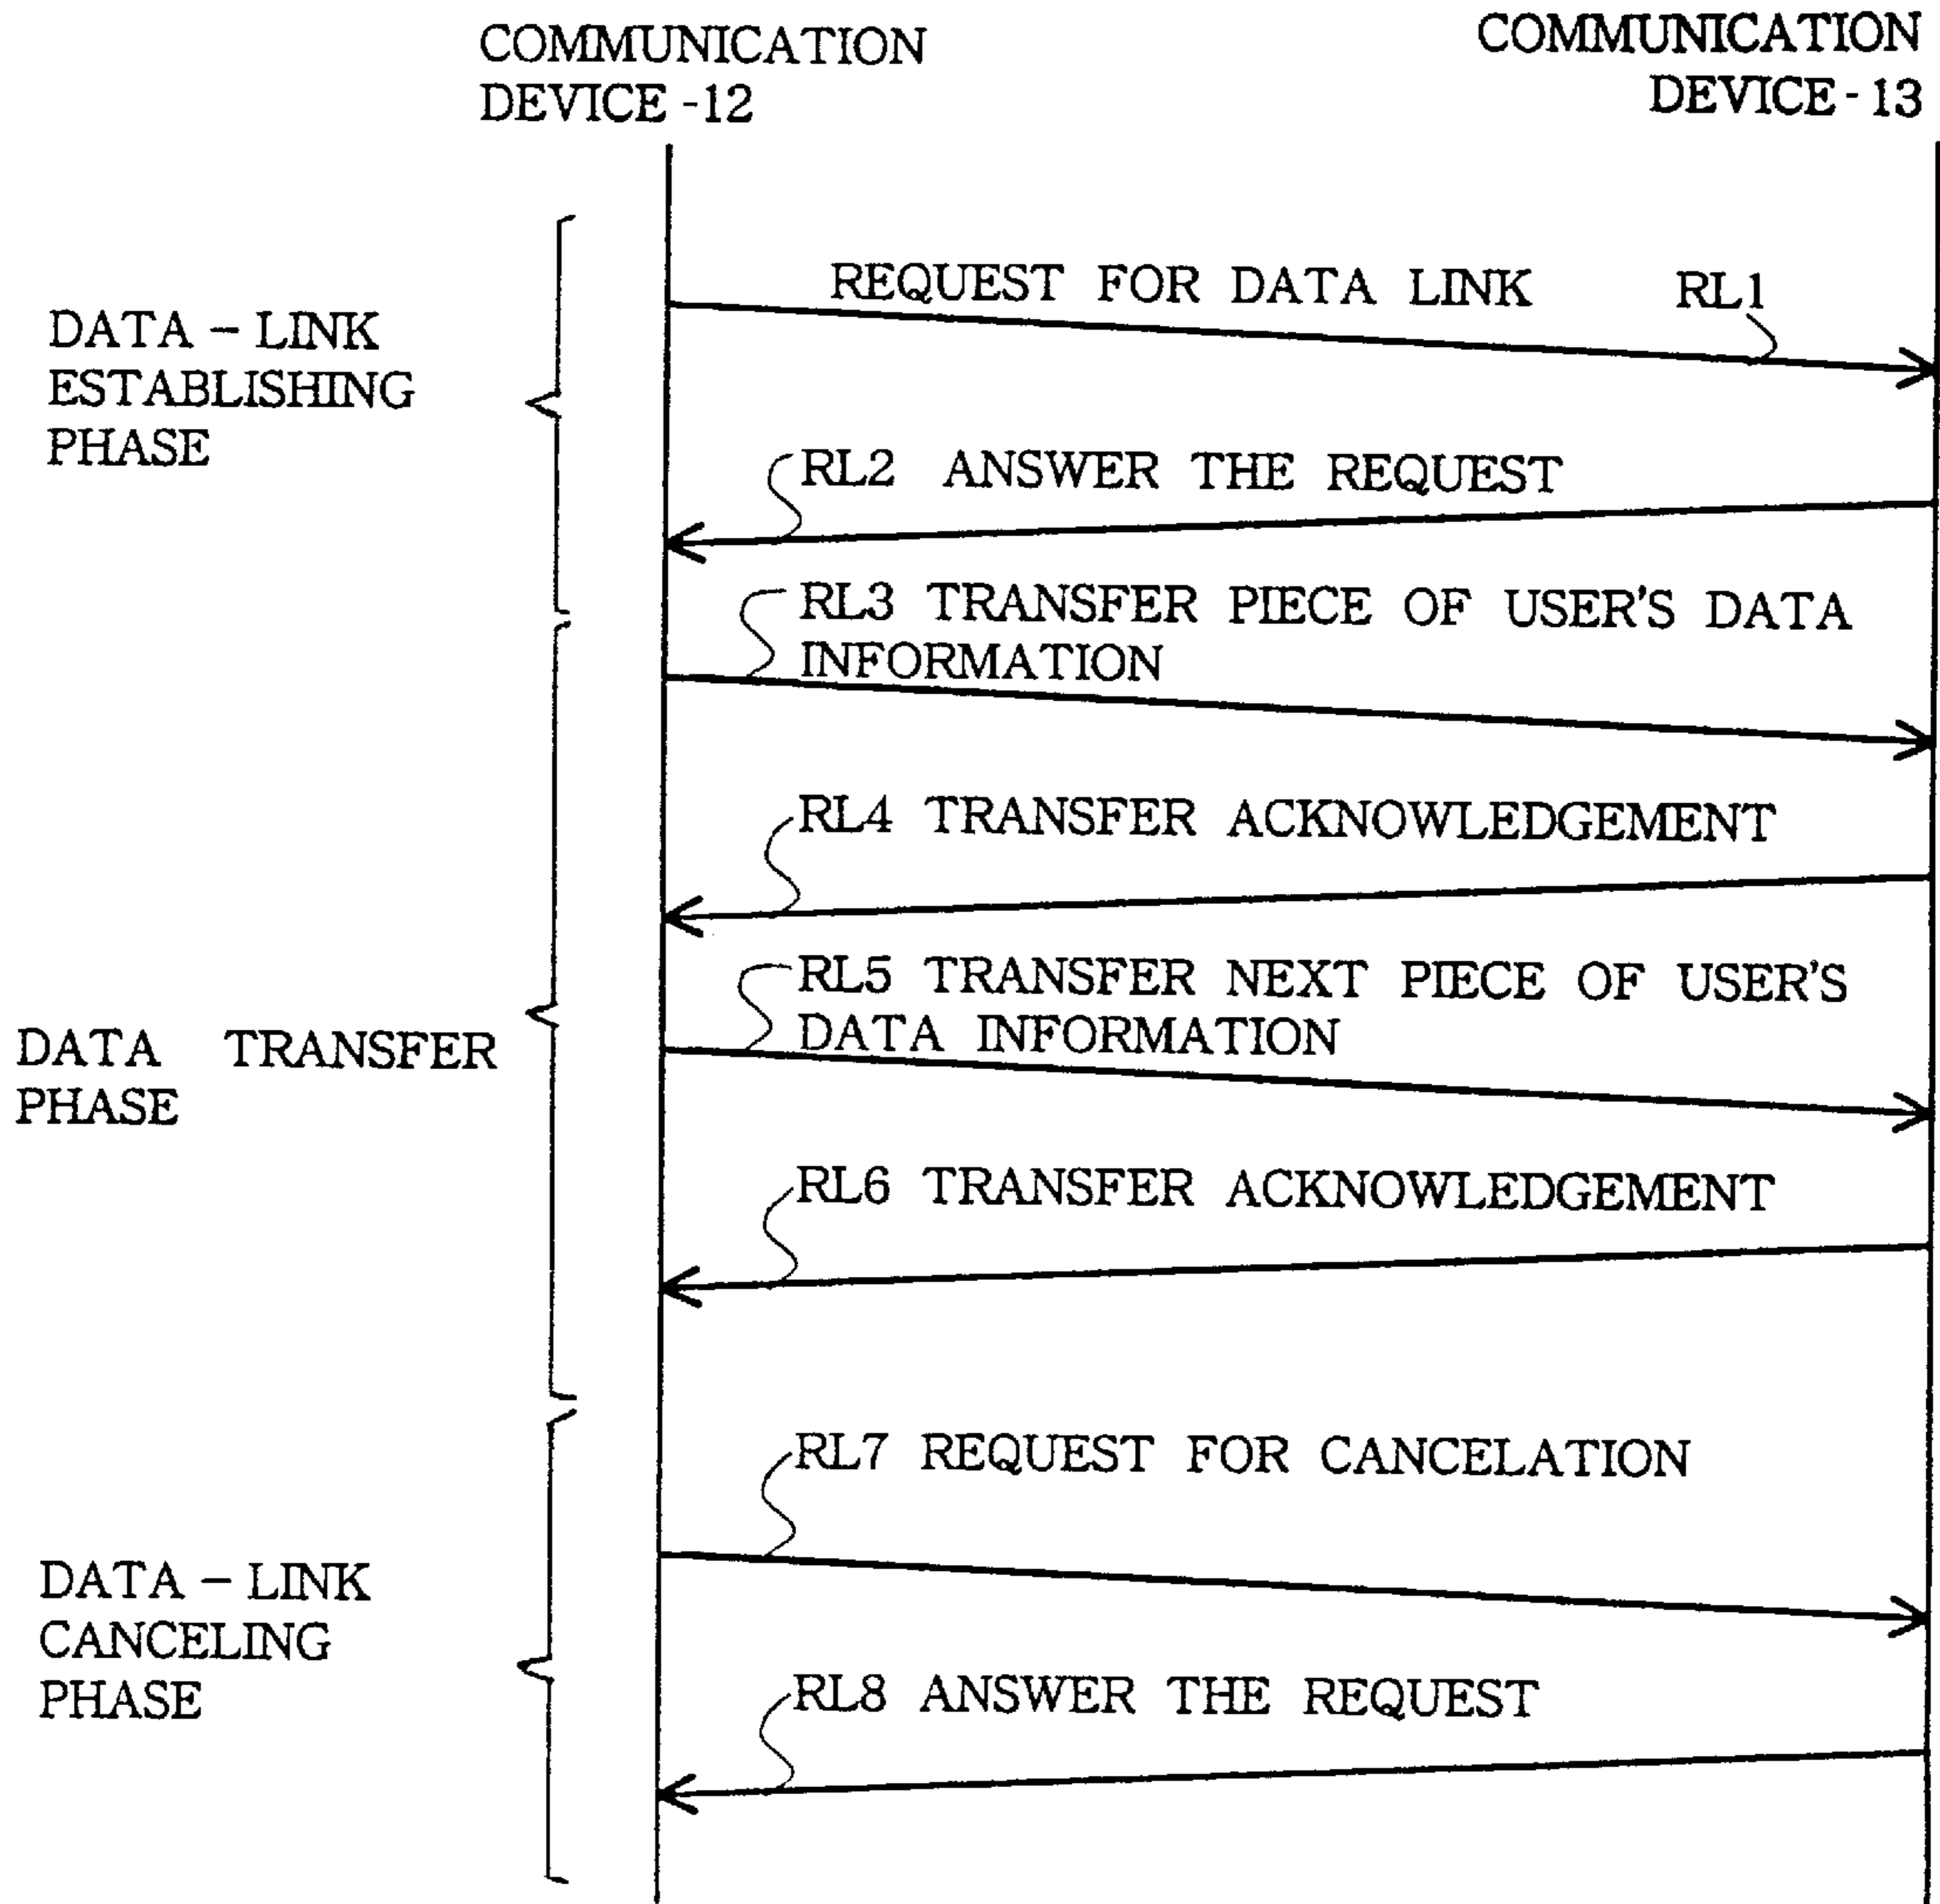 COMMUNICATION
DEVICE -12
COMMUNICATION
DEVICE - 13
DATA - LINK
ESTABLISHING
PHASE
REQUEST FOR DATA LINK RL1
RL2 ANSWER THE REQUEST
RL3 TRANSFER PIECE OF USER'S DATA
INFORMATION
RL4 TRANSFER ACKNOWLEDGEMENT
DATA TRANSFER
PHASE
RL5 TRANSFER NEXT PIECE OF USER'S
DATA INFORMATION
RL6 TRANSFER ACKNOWLEDGEMENT
DATA - LINK
CANCELING
PHASE
RL7 REQUEST FOR CANCELATION
RL8 ANSWER THE REQUEST